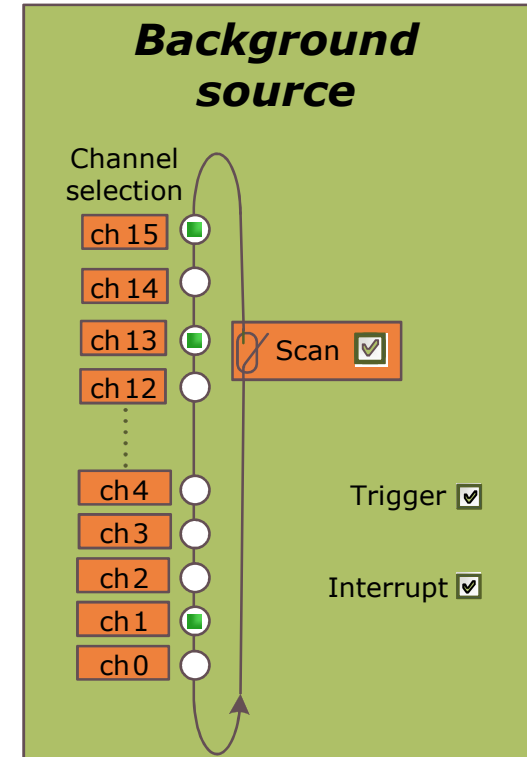 Background
source
Channel
selection
ch 15
ch 14
ch 13
Scan
ch 12
ch 4
Trigger
ch 3
ch 2
Interrupt
ch 1
ch 0